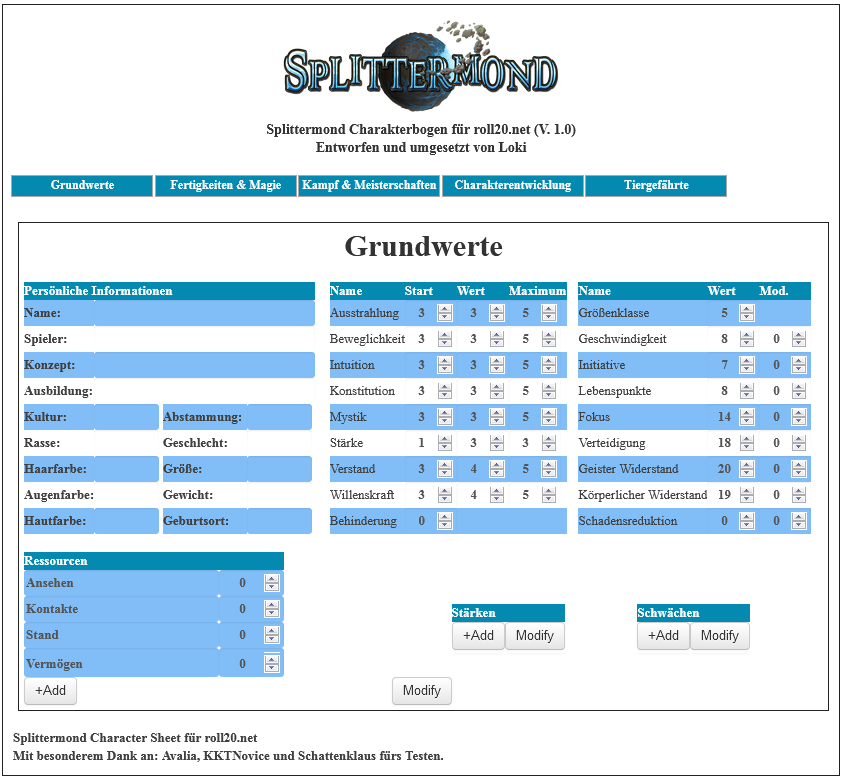 SPLITTERMOND
Splittermond Charakterbogen für roll20.net (V. 1.0)
Entworfen und umgesetzt von Loki
Grundwerte Fertigkeiten & Magie Kampf & Meisterschaften Charakterentwicklung Tiergefährte
Grundwerte
Persönliche Informationen
Name:
Spieler:
Konzept:
Ausbildung:
Kultur: Abstammung:
Rasse: Geschlecht:
Haarfarbe: Größe:
Augenfarbe: Gewicht:
Hautfarbe: Geburtsort:
Name Start Wert Maximum
Ausstrahlung 3 3 5
Beweglichkeit 3 3 5
Intuition 3 3 5
Konstitution 3 3 5
Mystik 3 3 5
Stärke 1 3 3
Verstand 3 4 5
Willenskraft 3 4 5
Behinderung 0
Name Wert Mod.
Größenklasse 5
Geschwindigkeit 8 0
Initiative 7 0
Lebenspunkte 8 0
Fokus 14 0
Verteidigung 18 0
Geister Widerstand 20 0
Körperlicher Widerstand 19 0
Schadensreduktion 0 0
Ressourcen
Ansehen 0
Kontakte 0
Stand 0
Vermögen 0
+Add Modify
Stärken
+Add Modify
Schwächen
+Add Modify
Splittermond Character Sheet für roll20.net
Mit besonderem Dank an: Avalia, KKTNovice und Schattenklaus fürs Testen.